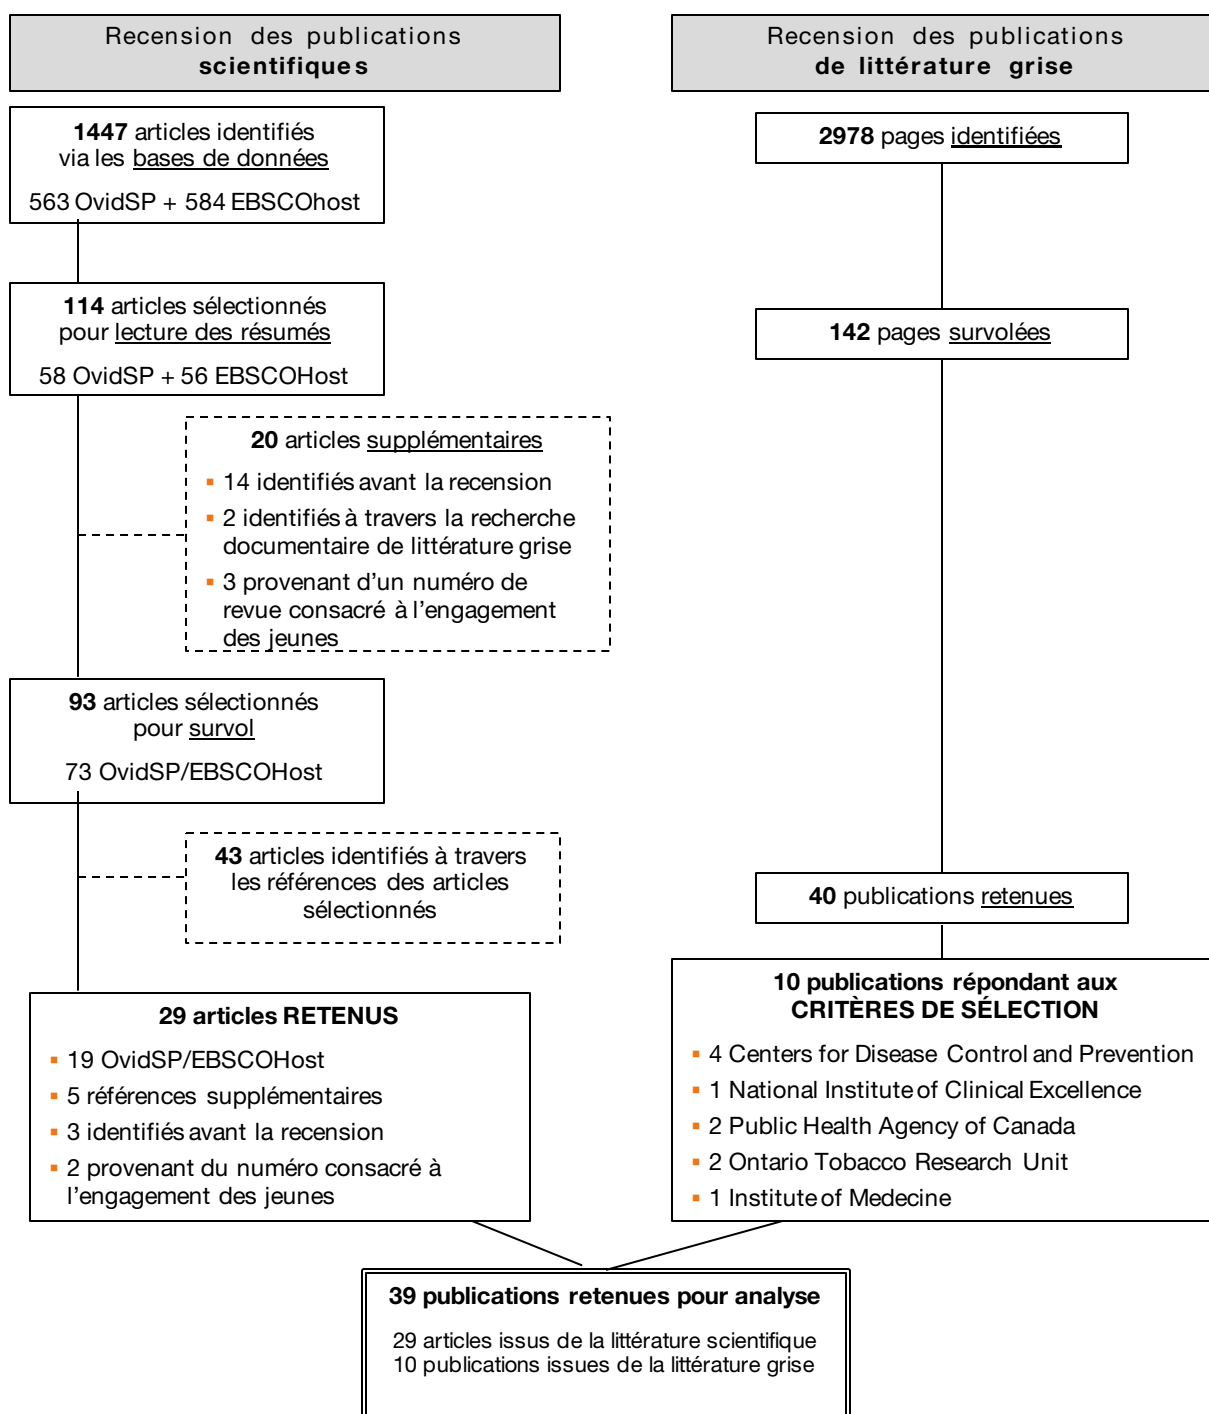 Recension des publications
scientifiques
1447 articles identifiés
via les bases de données
563 OvidSP + 584 EBSCOhost
114 articles sélectionnés
pour lecture des résumés
58 OvidSP + 56 EBSCOHost
20 articles supplémentaires
▪ 14 identifiés avant la recension
▪ 2 identifiés à travers la recherche
documentaire de littérature grise
▪ 3 provenant d’un numéro de
revue consacré à l’engagement
des jeunes
93 articles sélectionnés
pour survol
73 OvidSP/EBSCOHost
43 articles identifiés à travers
les références des articles
sélectionnés
29 articles RETENUS
▪ 19 OvidSP/EBSCOHost
▪ 5 références supplémentaires
▪ 3 identifiés avant la recension
▪ 2 provenant du numéro consacré à
l’engagement des jeunes
Recension des publications
de littérature grise
2978 pages identifiées
142 pages survolées
40 publications retenues
10 publications répondant aux
CRITÈRES DE SÉLECTION
▪ 4 Centers for Disease Control and Prevention
▪ 1 National Institute of Clinical Excellence
▪ 2 Public Health Agency of Canada
▪ 2 Ontario Tobacco Research Unit
▪ 1 Institute of Medecine
39 publications retenues pour analyse
29 articles issus de la littérature scientifique
10 publications issues de la littérature grise